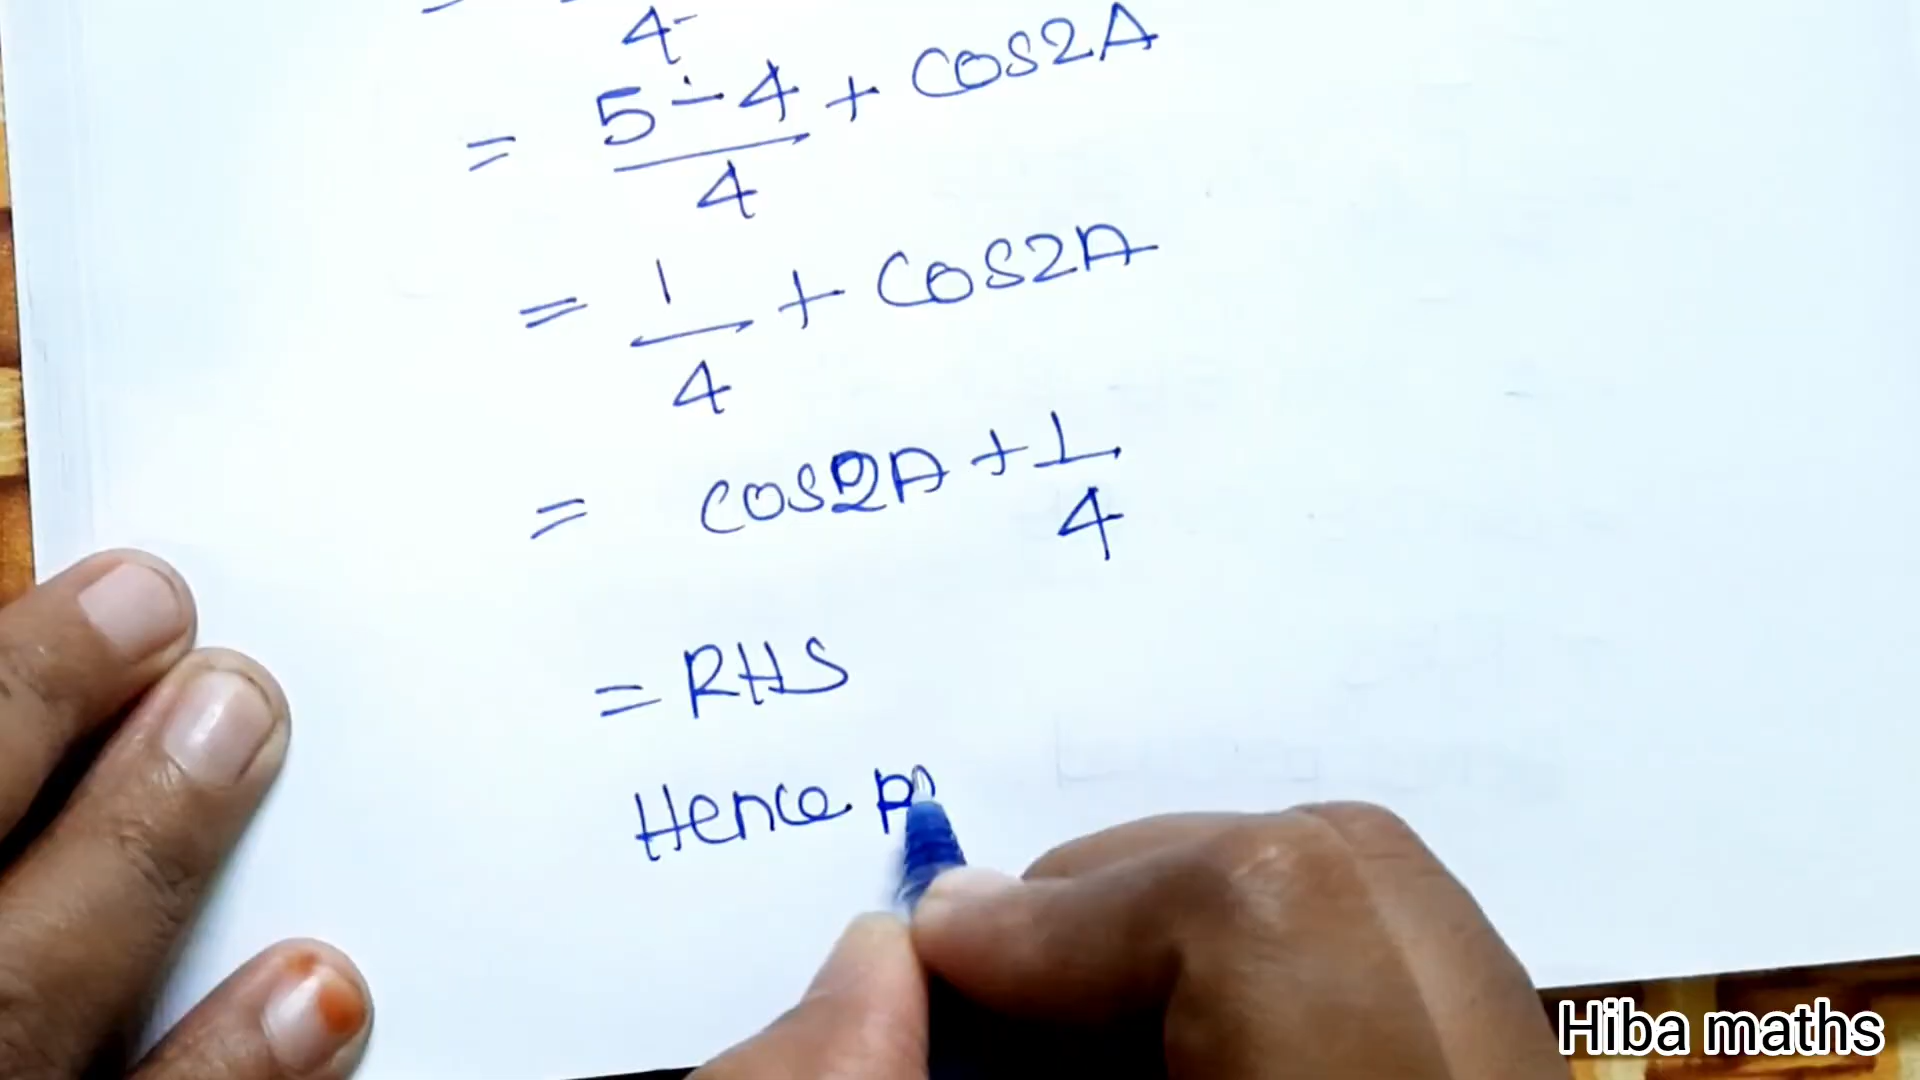 4
= 5-4/4 + cos2A
= 1/4 + cos2A
= cos2A + 1/4
= RHS
Hence p
Hiba maths